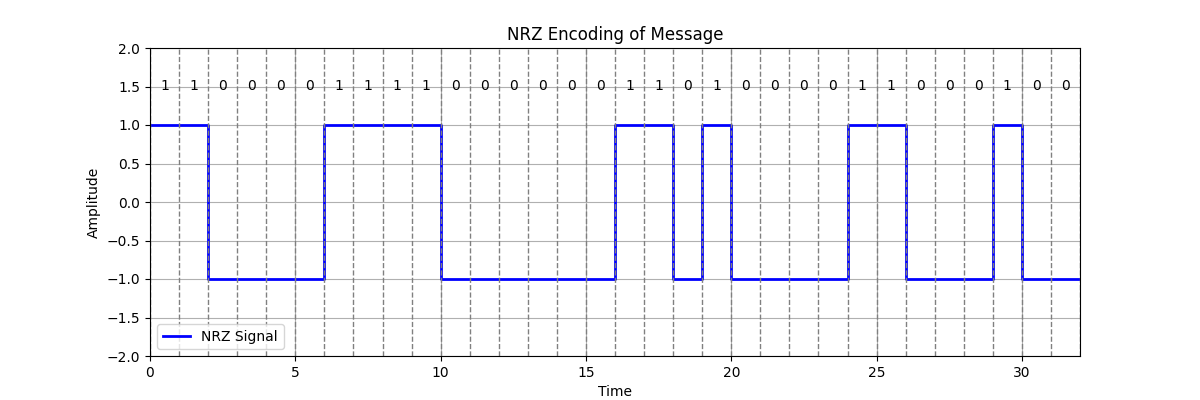 NRZ Encoding of Message
2.0
1.5
1.0
0.5
0.0
−0.5
−1.0
−1.5
−2.0
Amplitude
1 1 0 0 0 0 1 1 1 1 0 0 0 0 0 0 1 1 0 1 0 0 0 0 1 1 0 0 0 1 0 0
NRZ Signal
0 5 10 15 20 25 30
Time